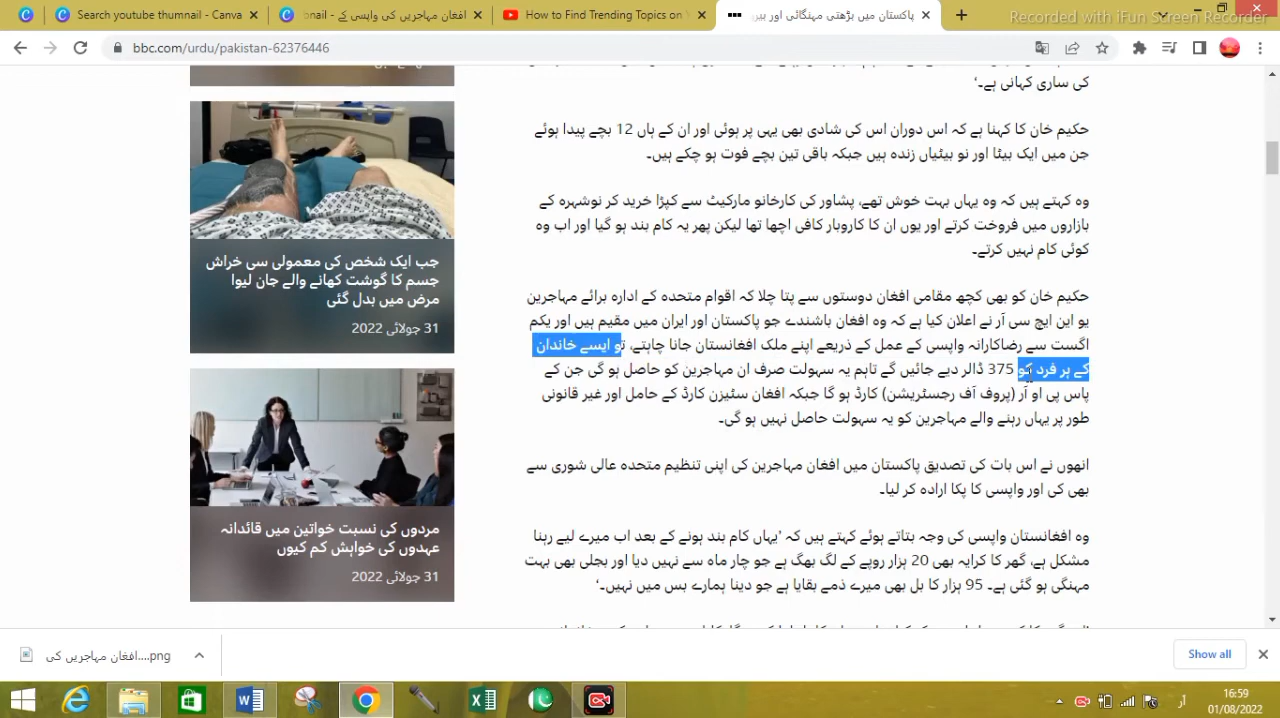 Search youtube thumnail - Canva
افغان مہاجریں کی واپسی کے - nail
How to Find Trending Topics on Y
پاکستان میں بڑھتی مہنگائی اور بیر
Recorded with iFun Screen Recorder
bbc.com/urdu/pakistan-62376446
کی ساری کہانی ہے۔‘
حکیم خان کا کہنا ہے کہ اس دوران اس کی شادی بھی یہی پر ہوئی اور ان کے ہاں 12 بچے پیدا ہوئے
جن میں ایک بیٹا اور نو بیٹیاں زندہ ہیں جبکہ باقی تین بچے فوت ہو چکے ہیں۔
وہ کہتے ہیں کہ وہ یہاں بہت خوش تھے، پشاور کی کارخانو مارکیٹ سے کپڑا خرید کر نوشہرہ کے
بازاروں میں فروخت کرتے اور یوں ان کا کاروبار کافی اچھا تھا لیکن پھر یہ کام بند ہو گیا اور اب وہ
کوئی کام نہیں کرتے۔
حکیم خان کو بھی کچھ مقامی افغان دوستوں سے پتا چلا کہ اقوام متحدہ کے ادارہ برائے مہاجرین
یو این ایچ سی آر نے اعلان کیا ہے کہ وہ افغان باشندے جو پاکستان اور ایران میں مقیم ہیں اور یکم
اگست سے رضاکارانہ واپسی کے عمل کے ذریعے اپنے ملک افغانستان جانا چاہتے، تو ایسے خاندان
کے ہر فرد کو 375 ڈالر دیے جائیں گے تاہم یہ سہولت صرف ان مہاجرین کو حاصل ہو گی جن کے
پاس پی او آر (پروف آف رجسٹریشن) کارڈ ہو گا جبکہ افغان سٹیزن کارڈ کے حامل اور غیر قانونی
طور پر یہاں رہنے والے مہاجرین کو یہ سہولت حاصل نہیں ہو گی۔
انھوں نے اس بات کی تصدیق پاکستان میں افغان مہاجرین کی اپنی تنظیم متحدہ عالی شوری سے
بھی کی اور واپسی کا پکا ارادہ کر لیا۔
وہ افغانستان واپسی کی وجہ بتاتے ہوئے کہتے ہیں کہ ’یہاں کام بند ہونے کے بعد اب میرے لیے رہنا
مشکل ہے، گھر کا کرایہ بھی 20 ہزار روپے کے لگ بھگ ہے جو چار ماہ سے نہیں دیا اور بجلی بھی بہت
مہنگی ہو گئی ہے۔ 95 ہزار کا بل بھی میرے ذمے بقایا ہے جو دینا ہمارے بس میں نہیں۔‘
جب ایک شخص کی معمولی سی خراش
جسم کا گوشت کھانے والے جان لیوا
مرض میں بدل گئی
31 جولائی 2022
مردوں کی نسبت خواتین میں قائدانہ
عہدوں کی خواہش کم کیوں
31 جولائی 2022
افغان مہاجریں کی....png
Show all
آر
16:59
01/08/2022